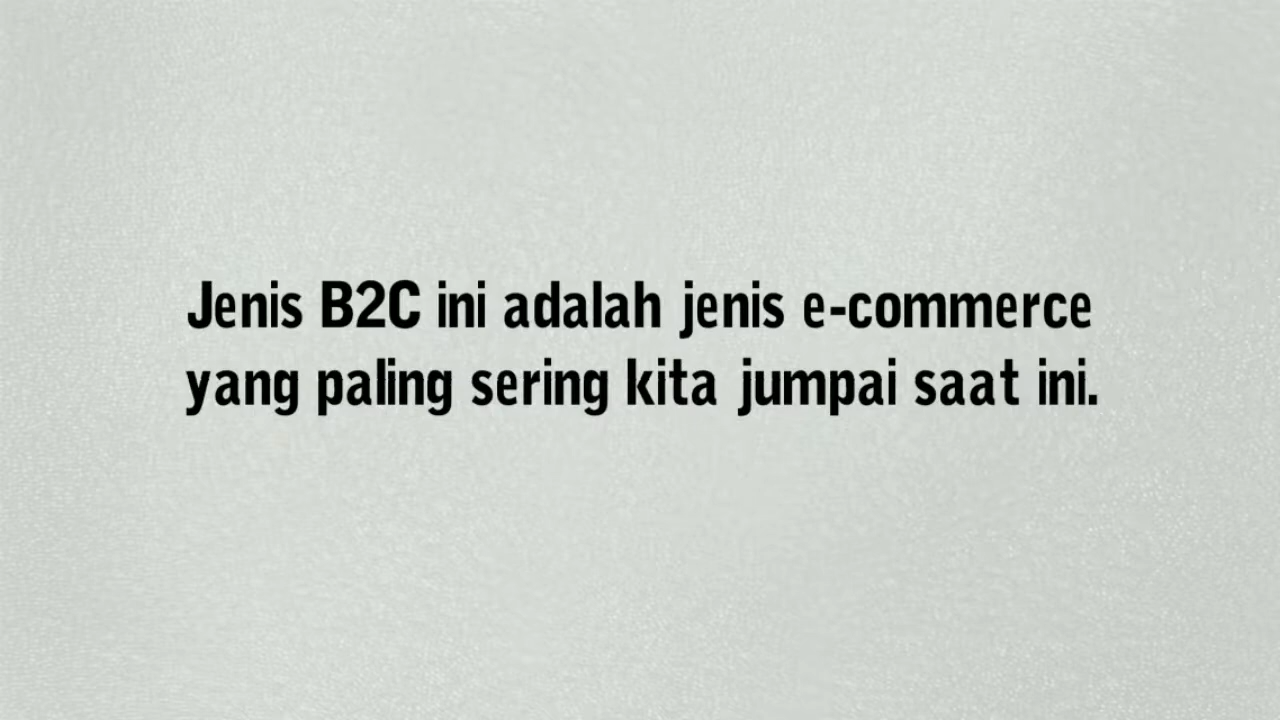 Jenis B2C ini adalah jenis e-commerce
yang paling sering kita jumpai saat ini.